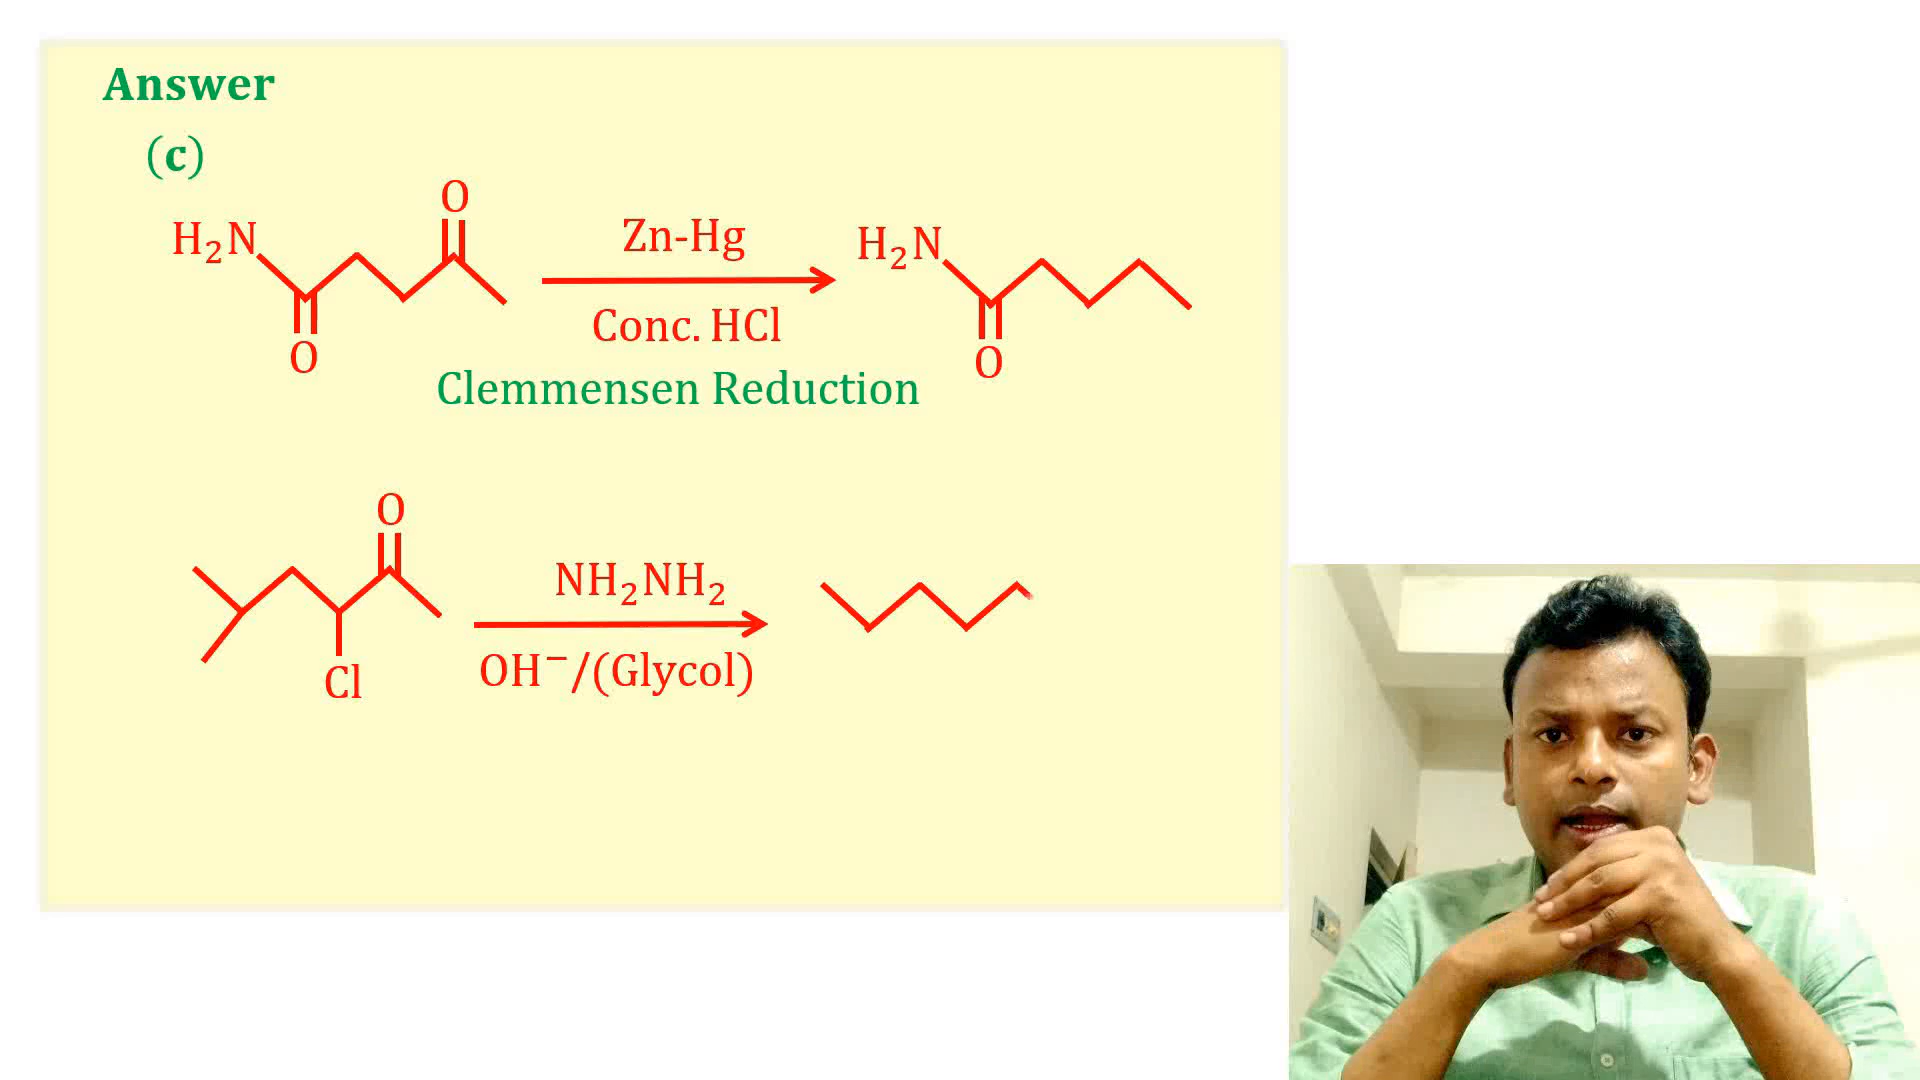 Answer
(c)
O
H₂N
Zn-Hg
H₂N
Conc. HCl
O
O
Clemmensen Reduction
O
NH₂NH₂
OH⁻/(Glycol)
Cl